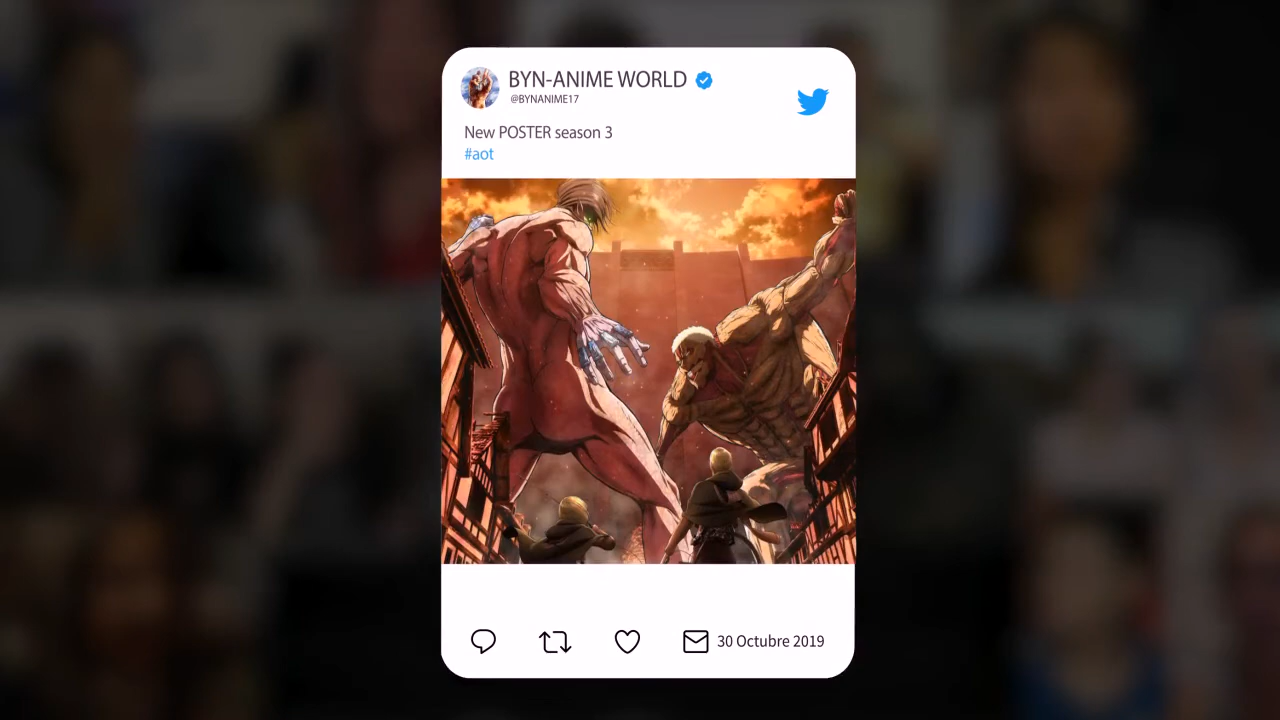 BYN-ANIME WORLD
@BYNANIME17
New POSTER season 3
#aot
30 Octubre 2019